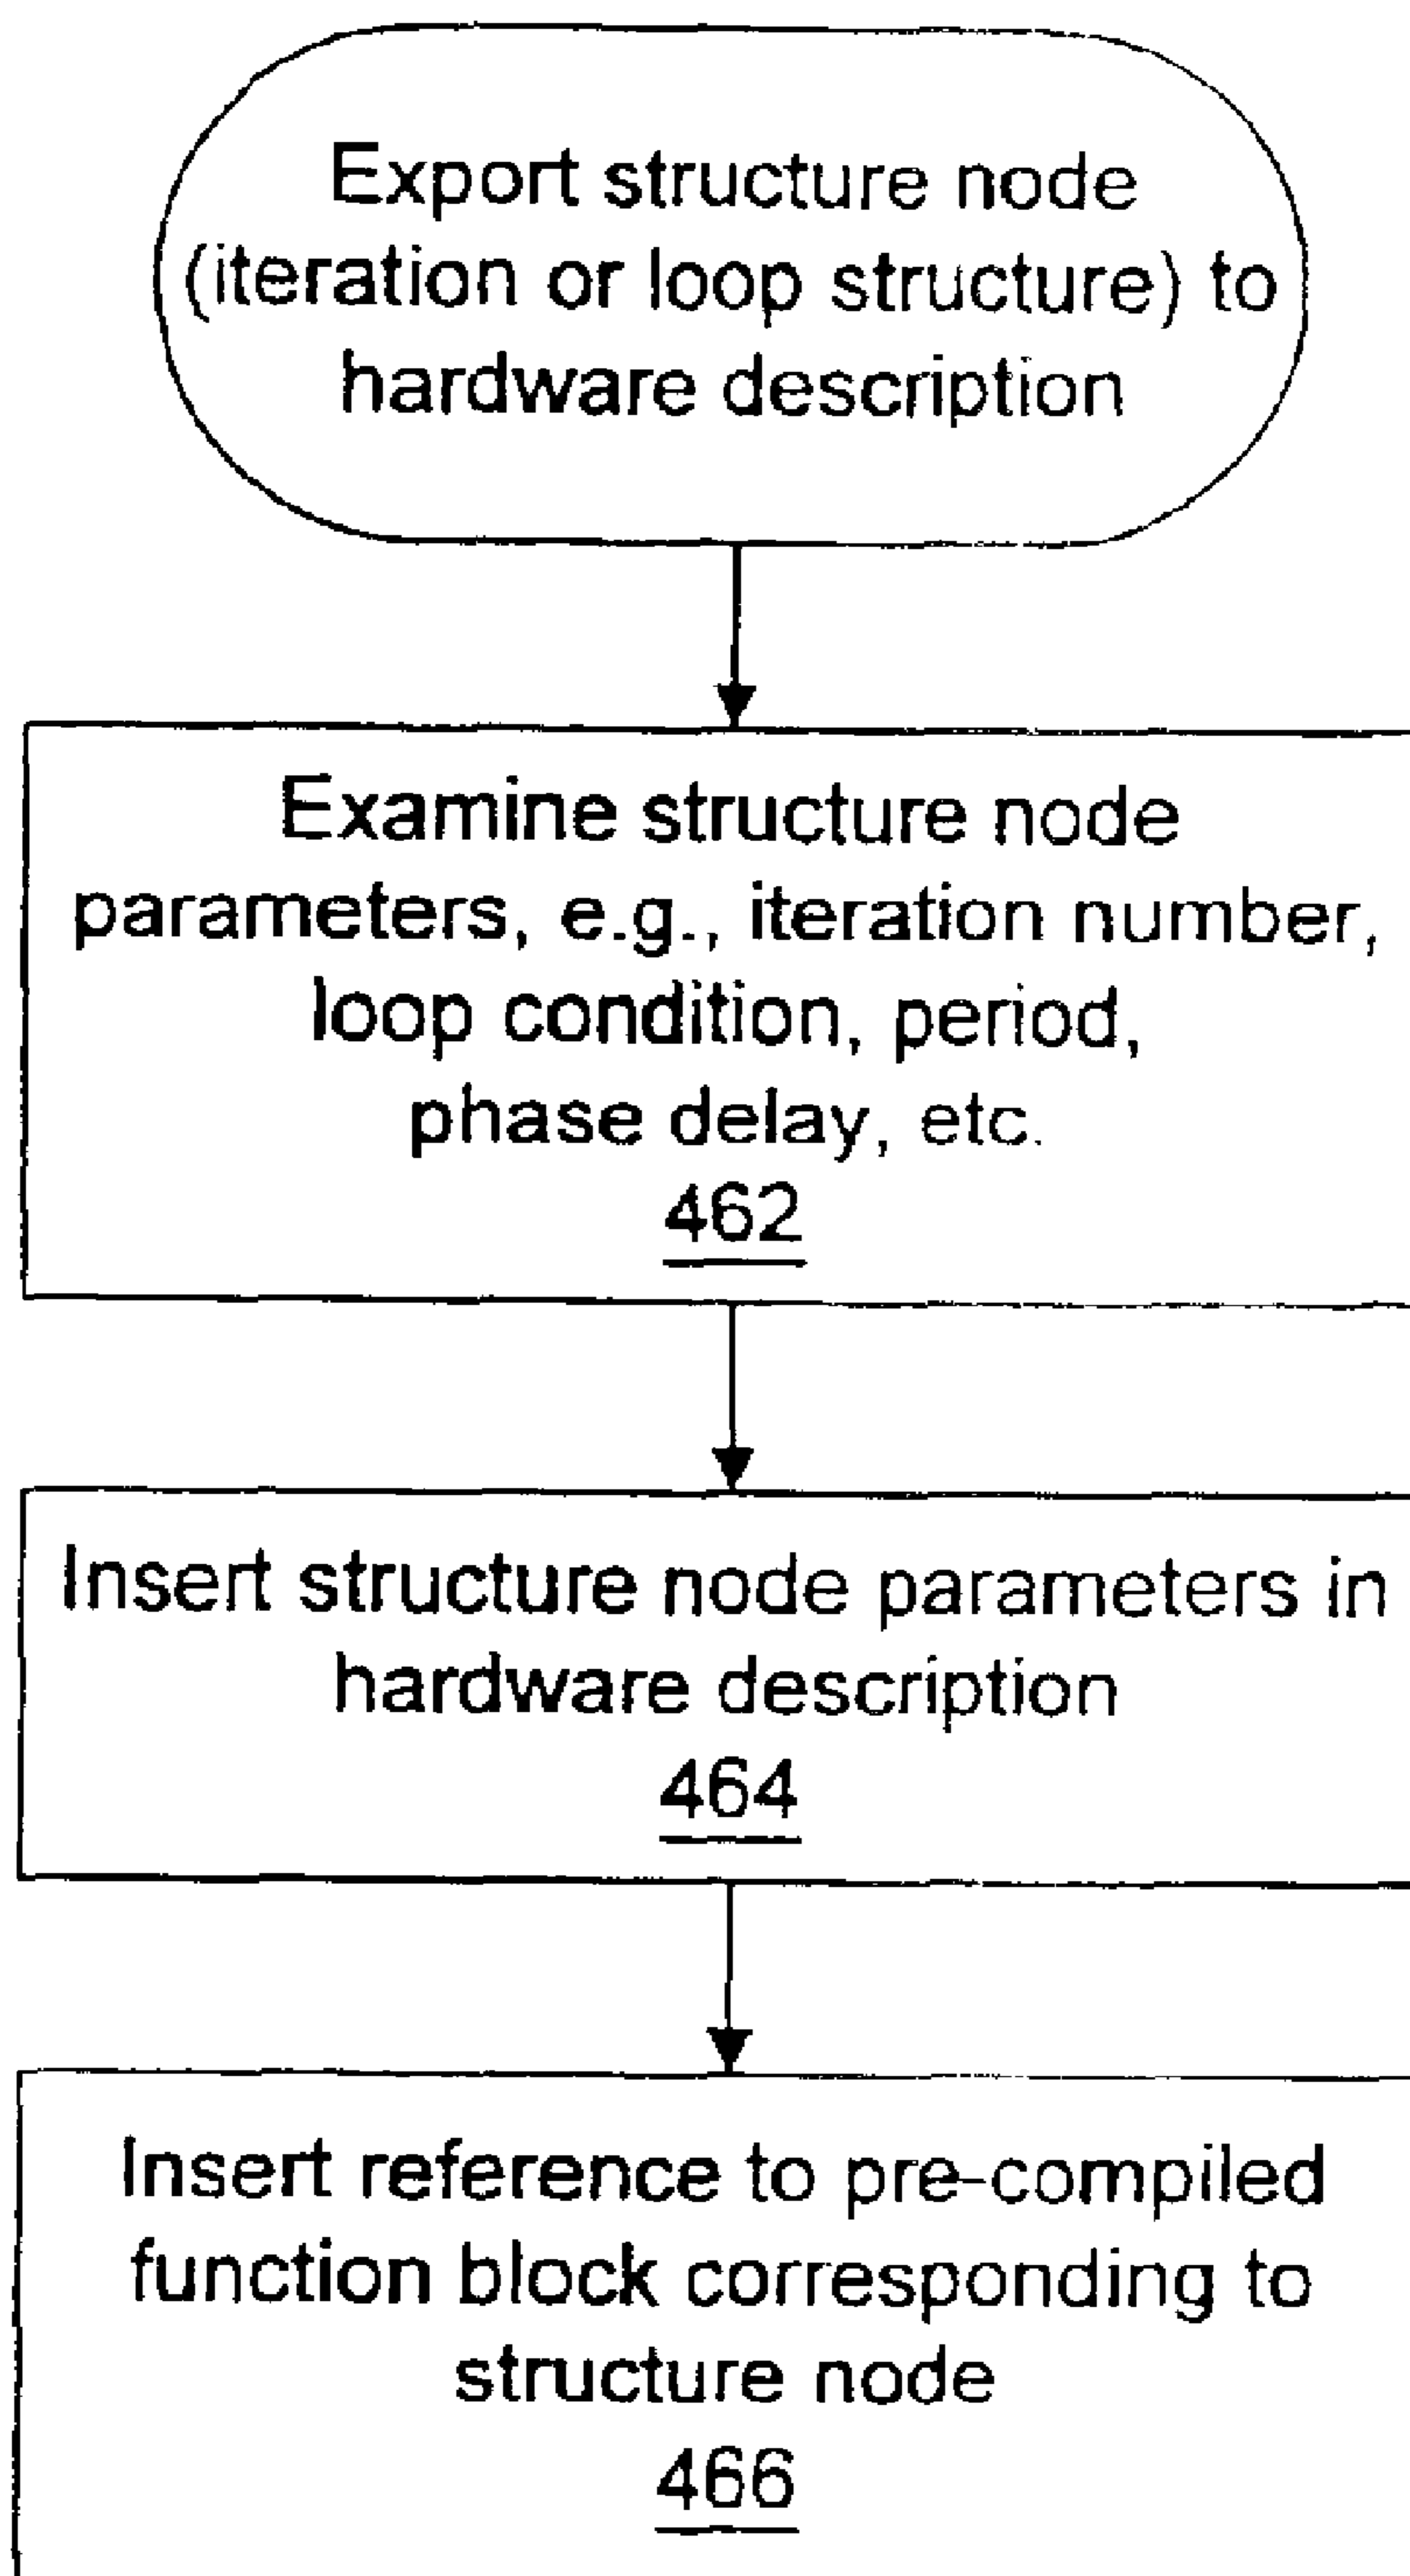 Export structure node
(iteration or loop structure) to
hardware description
Examine structure node
parameters, e.g., iteration number,
loop condition, period,
phase delay, etc.
462
Insert structure node parameters in
hardware description
464
Insert reference to pre-compiled
function block corresponding to
structure node
466